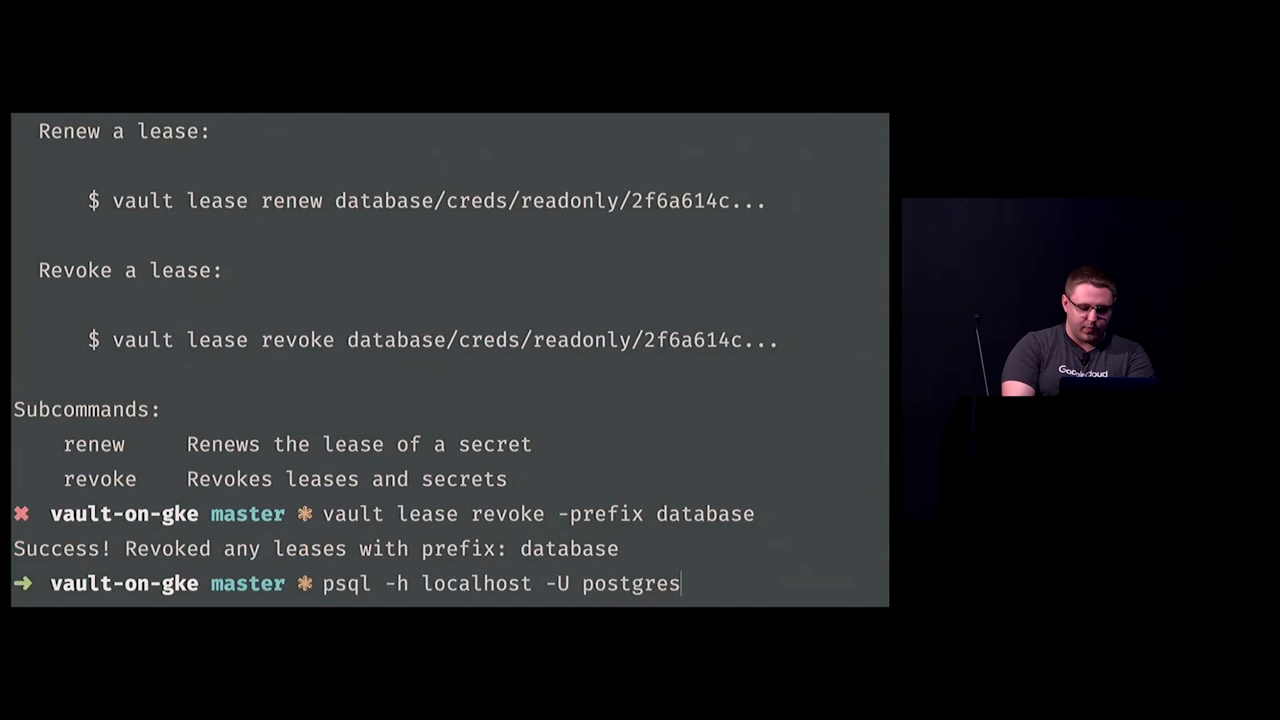 Renew a lease:
$ vault lease renew database/creds/readonly/2f6a614c...
Revoke a lease:
$ vault lease revoke database/creds/readonly/2f6a614c...
Subcommands:
renew Renews the lease of a secret
revoke Revokes leases and secrets
✖ vault-on-gke master ❃ vault lease revoke -prefix database
Success! Revoked any leases with prefix: database
➜ vault-on-gke master ❃ psql -h localhost -U postgres
Google Cloud